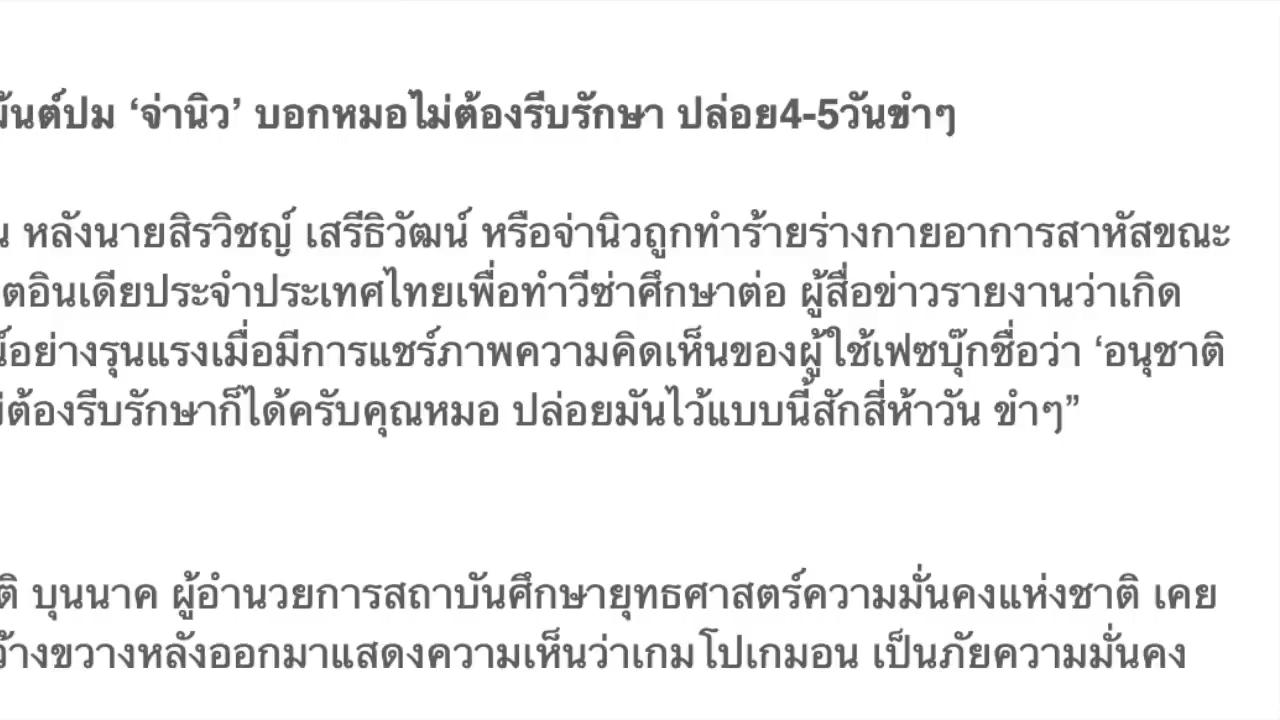 ม้นต์ปม ‘จ่านิว’ บอกหมอไม่ต้องรีบรักษา ปล่อย4-5วันขำๆ
หลังนายสิรวิชญ์ เสรีธิวัฒน์ หรือจ่านิวถูกทำร้ายร่างกายอาการสาหัสขณะ
ตอินเดียประจำประเทศไทยเพื่อทำวีซ่าศึกษาต่อ ผู้สื่อข่าวรายงานว่าเกิด
อย่างรุนแรงเมื่อมีการแชร์ภาพความคิดเห็นของผู้ใช้เฟซบุ๊กชื่อว่า ‘อนุชาติ
ต้องรีบรักษาก็ได้ครับคุณหมอ ปล่อยมันไว้แบบนี้สักสี่ห้าวัน ขำๆ”
ติ บุนนาค ผู้อำนวยการสถาบันศึกษายุทธศาสตร์ความมั่นคงแห่งชาติ เคย
ว้างขวางหลังออกมาแสดงความเห็นว่าเกมโปเกมอน เป็นภัยความมั่นคง